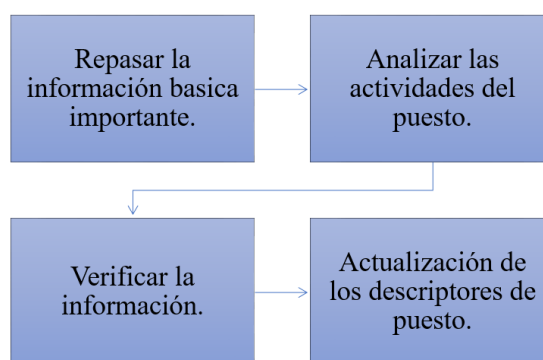 Repasar la
información basica
importante.
Analizar las
actividades del
puesto.
Verificar la
información.
Actualización de
los descriptores de
puesto.